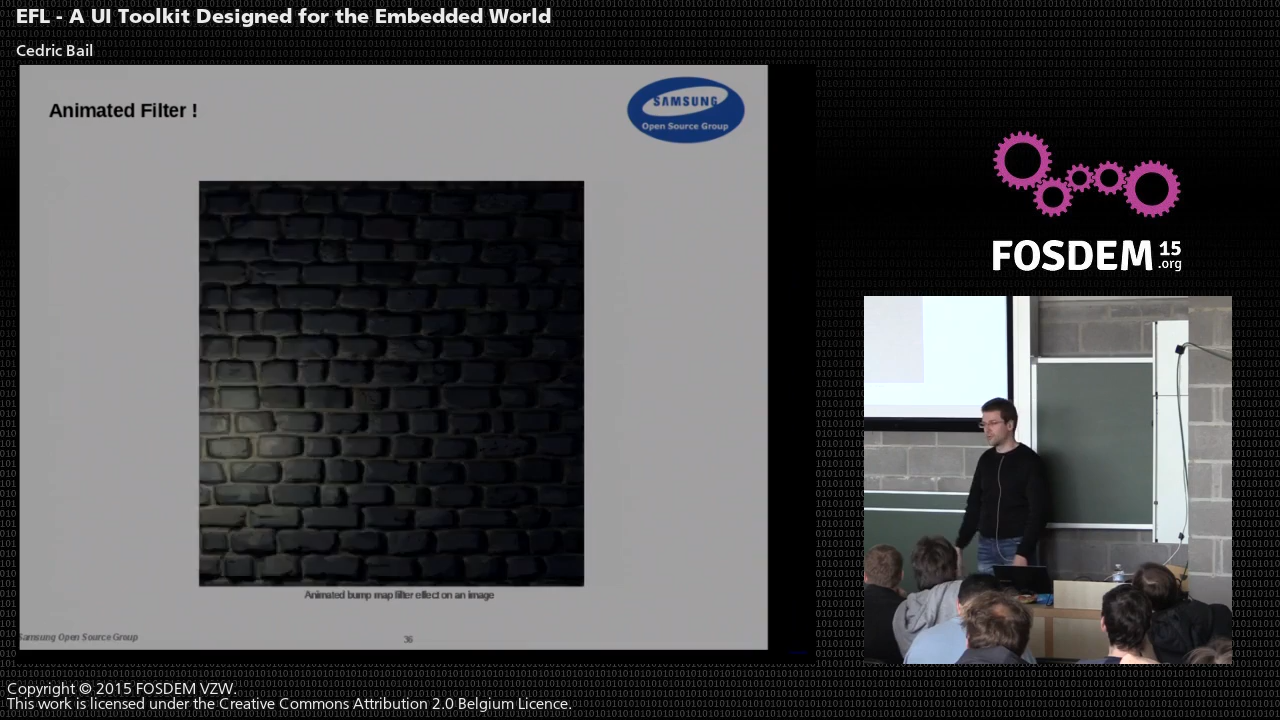 EFL - A UI Toolkit Designed for the Embedded World
Cedric Bail
Animated Filter !
SAMSUNG
Open Source Group
Animated bump map filter effect on an image
Samsung Open Source Group
36
FOSDEM 15
.org
Copyright © 2015 FOSDEM VZW.
This work is licensed under the Creative Commons Attribution 2.0 Belgium Licence.